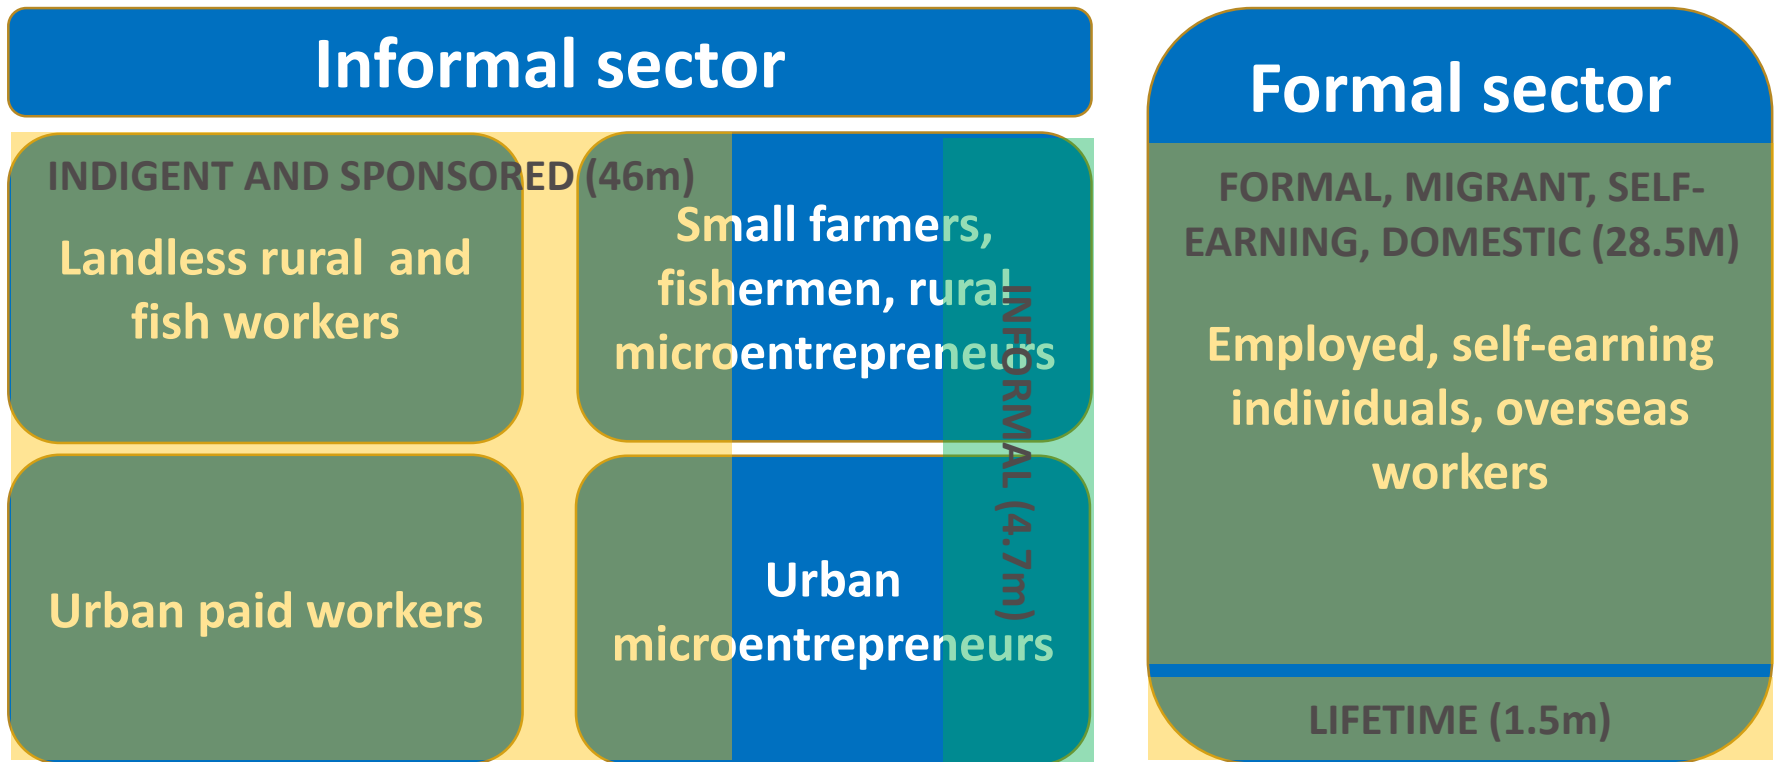 Informal sector
INDIGENT AND SPONSORED (46m)
Landless rural and
fish workers
Small farmers,
fishermen, rural
microentrepreneurs
Urban paid workers
Urban
microentrepreneurs
INFORMAL (4.7m)
Formal sector
FORMAL, MIGRANT, SELF-
EARNING, DOMESTIC (28.5M)
Employed, self-earning
individuals, overseas
workers
LIFETIME (1.5m)